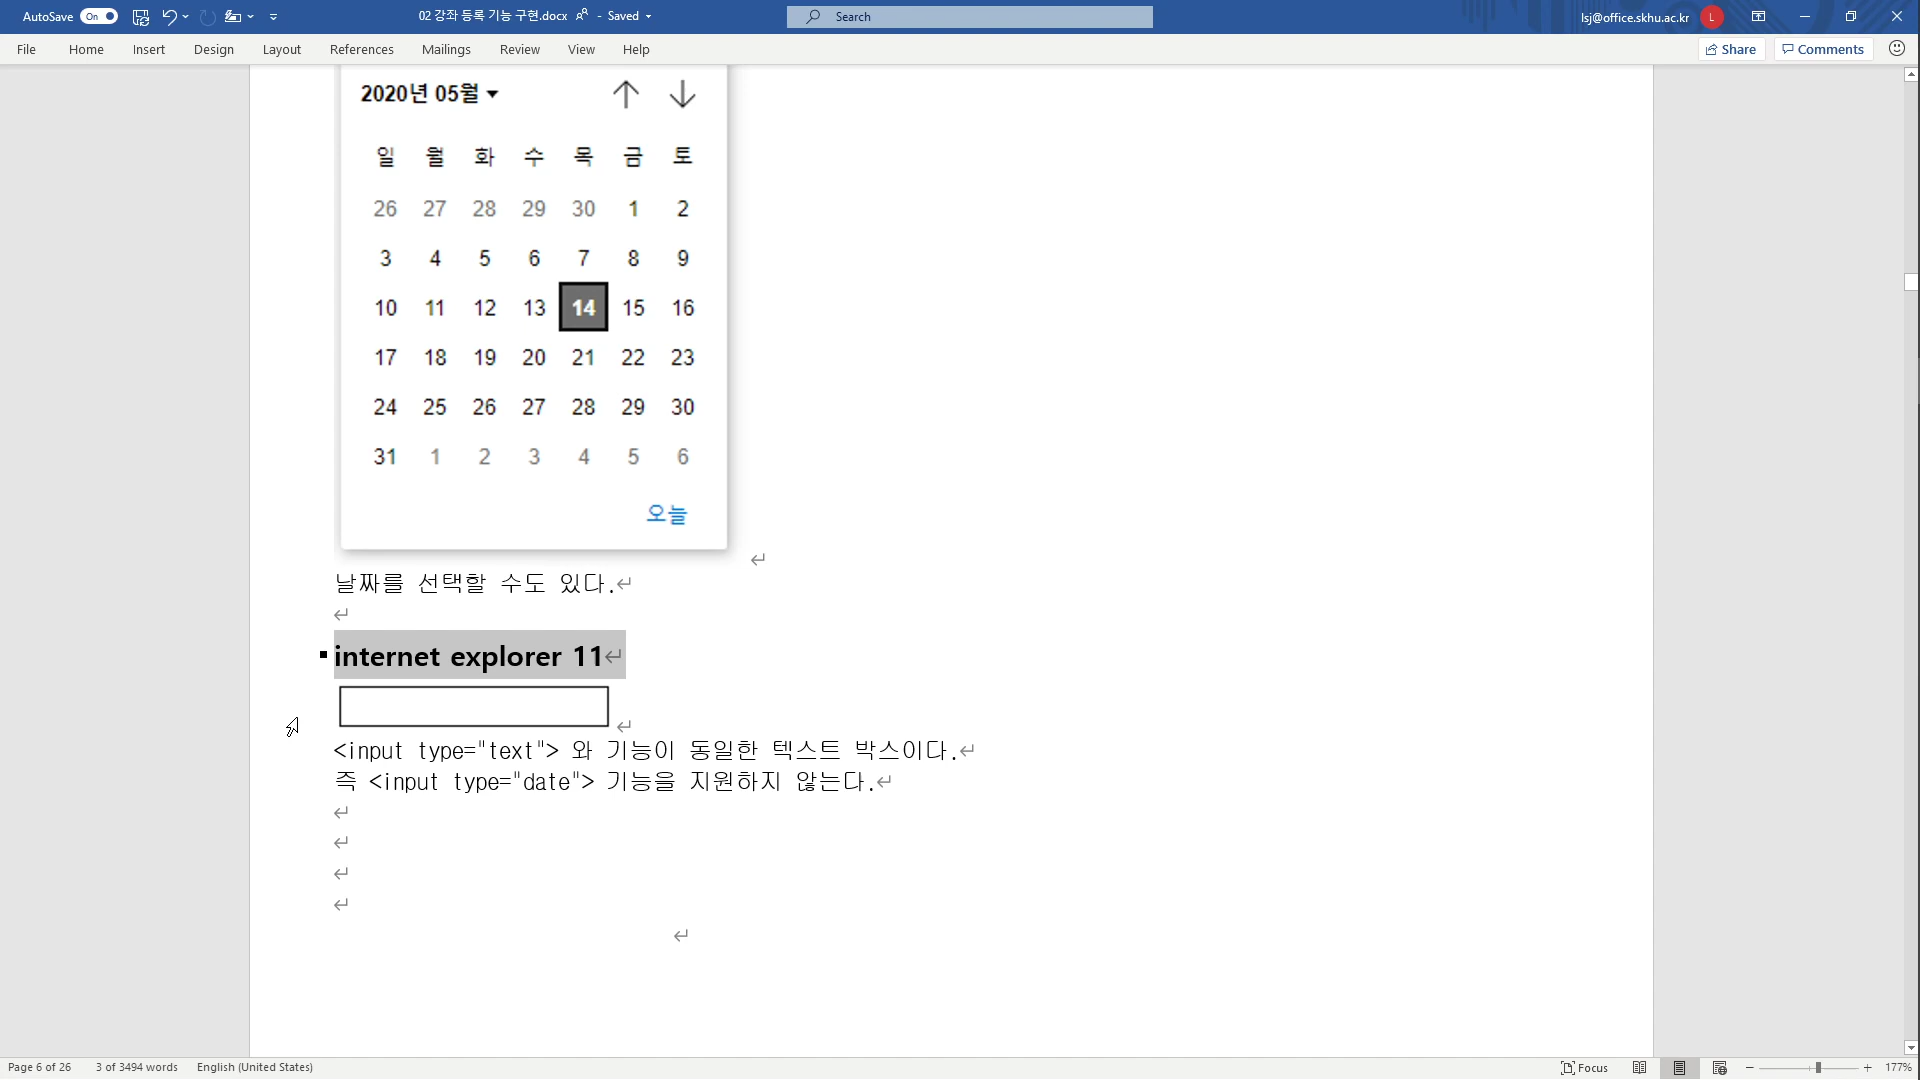 AutoSave On 02 강좌 등록 기능 구현.docx - Saved Search lsj@office.skhu.ac.kr L
File Home Insert Design Layout References Mailings Review View Help Share Comments
2020년 05월
일 월 화 수 목 금 토
26 27 28 29 30 1 2
3 4 5 6 7 8 9
10 11 12 13 14 15 16
17 18 19 20 21 22 23
24 25 26 27 28 29 30
31 1 2 3 4 5 6
오늘
날짜를 선택할 수도 있다.
internet explorer 11
<input type="text"> 와 기능이 동일한 텍스트 박스이다.
즉 <input type="date"> 기능을 지원하지 않는다.
Page 6 of 26 3 of 3494 words English (United States) Focus 177%